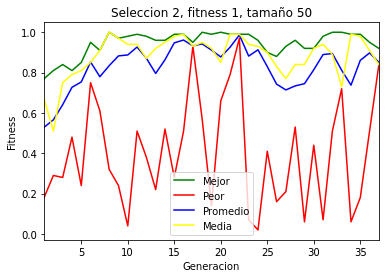 Seleccion 2, fitness 1, tamaño 50
1.0
0.8
0.6
0.4
0.2
0.0
Fitness
Mejor
Peor
Promedio
Media
5 10 15 20 25 30 35
Generacion